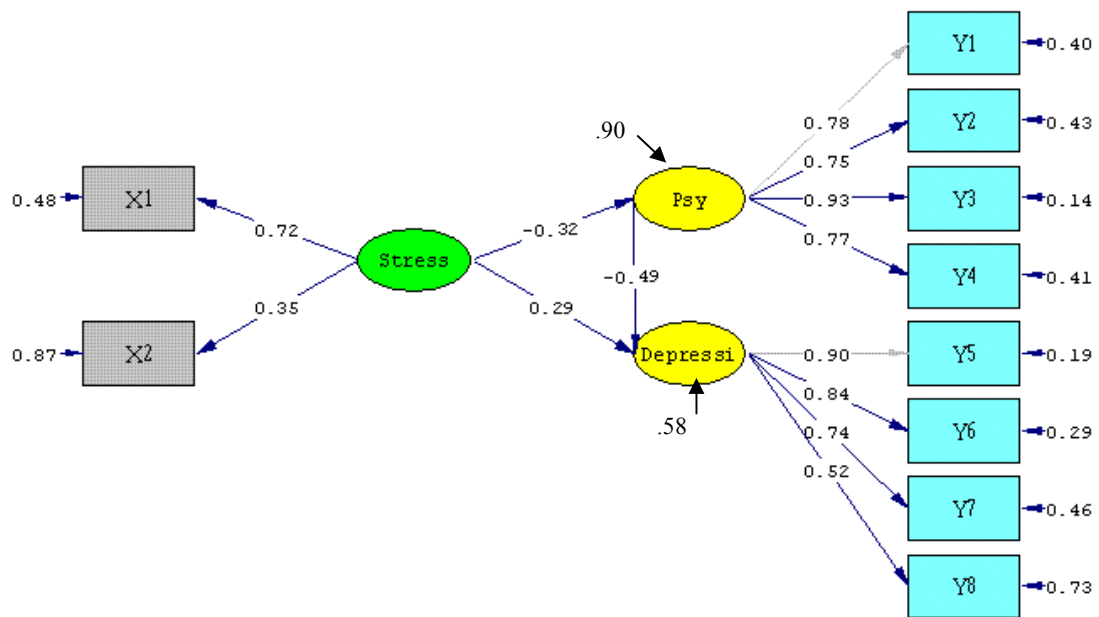 Y1
0.40
.90
0.78
Y2
0.43
0.75
0.48
X1
Psy
0.93
Y3
0.14
0.72
-0.32
0.77
Stress
-0.49
Y4
0.41
0.35
0.29
0.87
X2
Depressi
0.90
Y5
0.19
0.84
.58
0.74
Y6
0.29
0.52
Y7
0.46
Y8
0.73